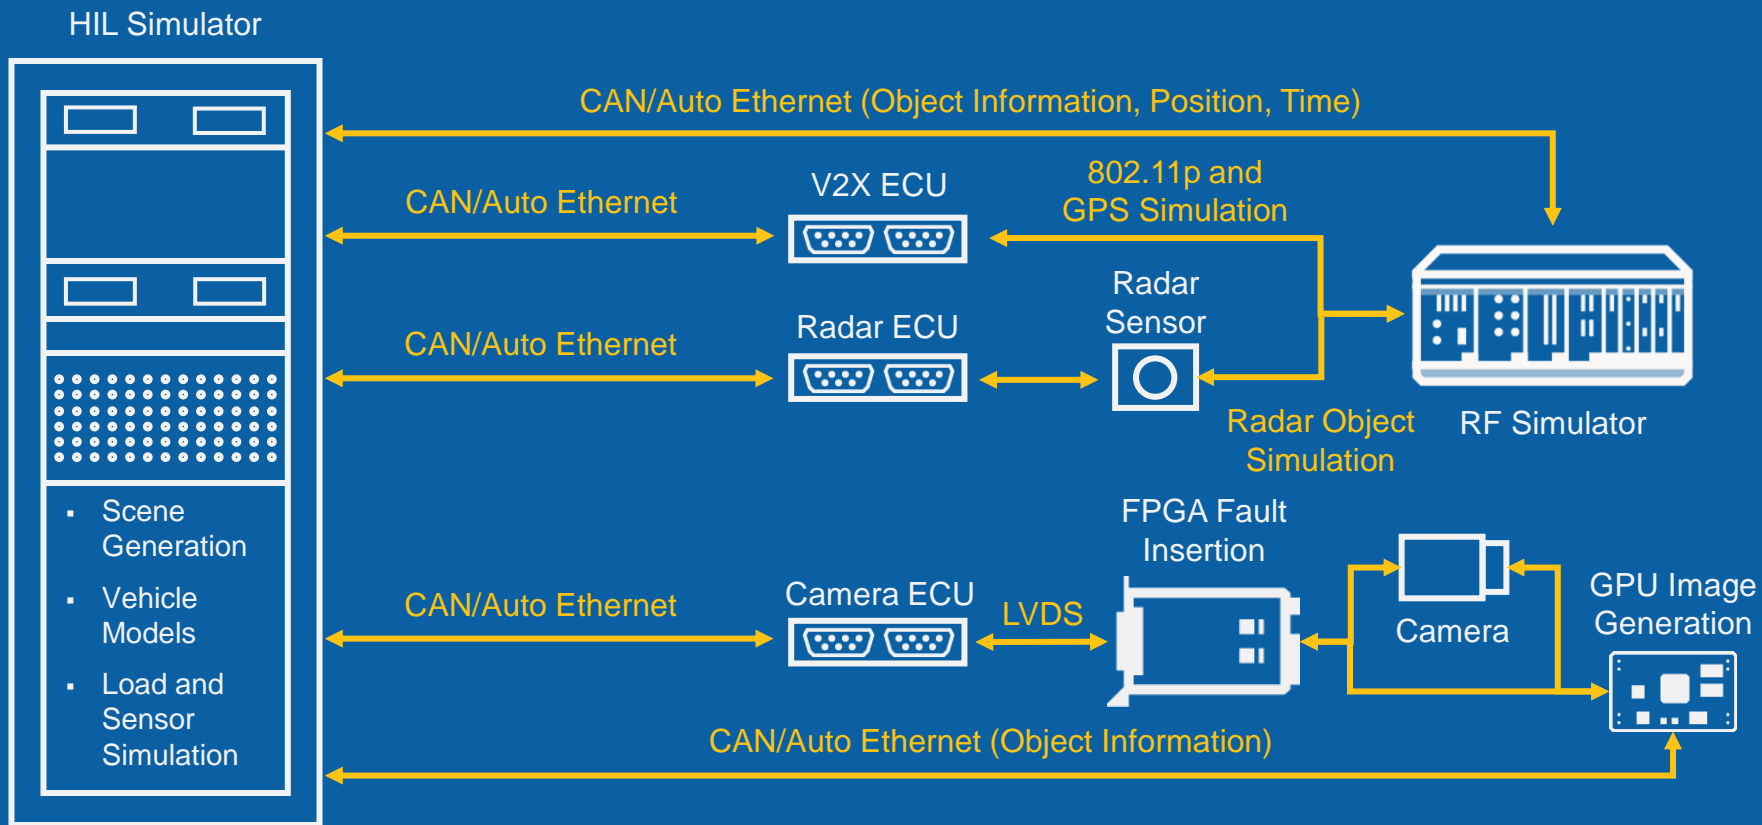 HIL Simulator
CAN/Auto Ethernet (Object Information, Position, Time)
V2X ECU
802.11p and
GPS Simulation
CAN/Auto Ethernet
Radar
Sensor
Radar ECU
CAN/Auto Ethernet
Radar Object
Simulation
RF Simulator
▪ Scene
Generation
▪ Vehicle
Models
▪ Load and
Sensor
Simulation
FPGA Fault
Insertion
Camera ECU
CAN/Auto Ethernet
LVDS
Camera
GPU Image
Generation
CAN/Auto Ethernet (Object Information)